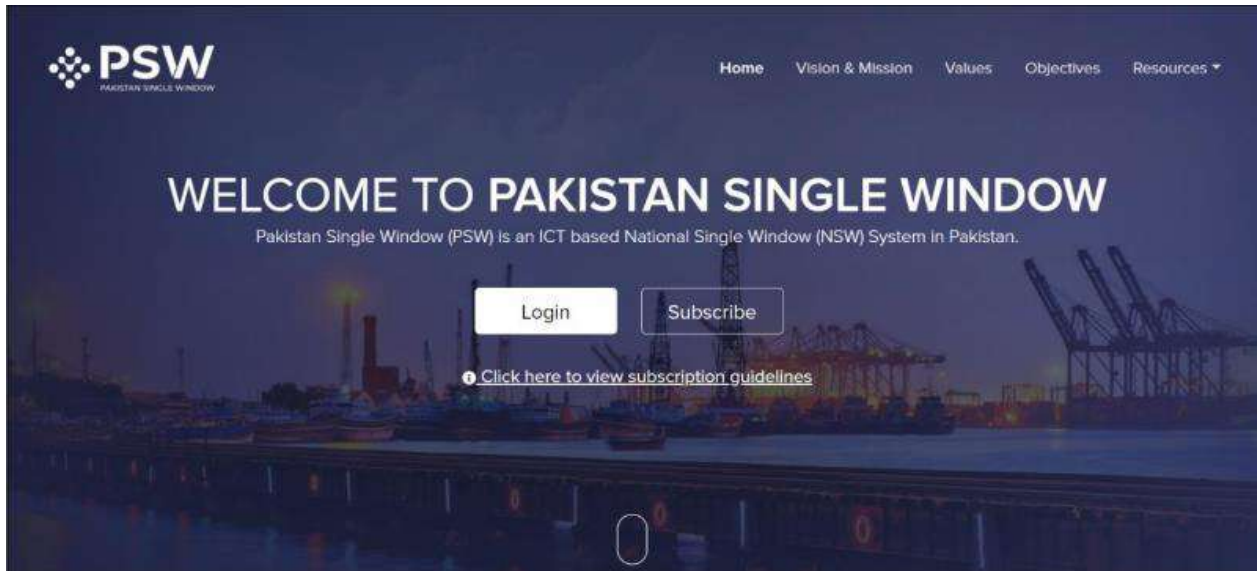 PSW
PAKISTAN SINGLE WINDOW
Home Vision & Mission Values Objectives Resources
WELCOME TO PAKISTAN SINGLE WINDOW
Pakistan Single Window (PSW) is an ICT based National Single Window (NSW) System in Pakistan.
Login Subscribe
Click here to view subscription guidelines